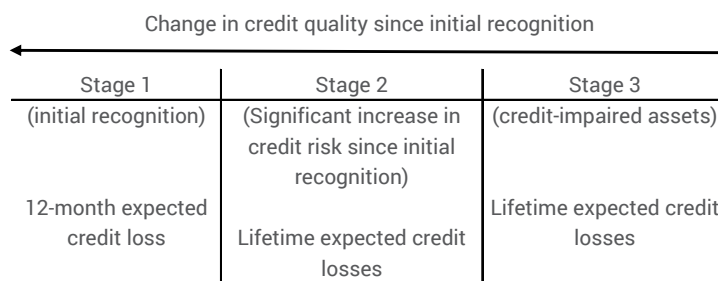 Change in credit quality since initial recognition
Stage 1
Stage 2
Stage 3
(initial recognition)
(Significant increase in
credit risk since initial
recognition)
(credit-impaired assets)
12-month expected
credit loss
Lifetime expected credit
losses
Lifetime expected credit
losses